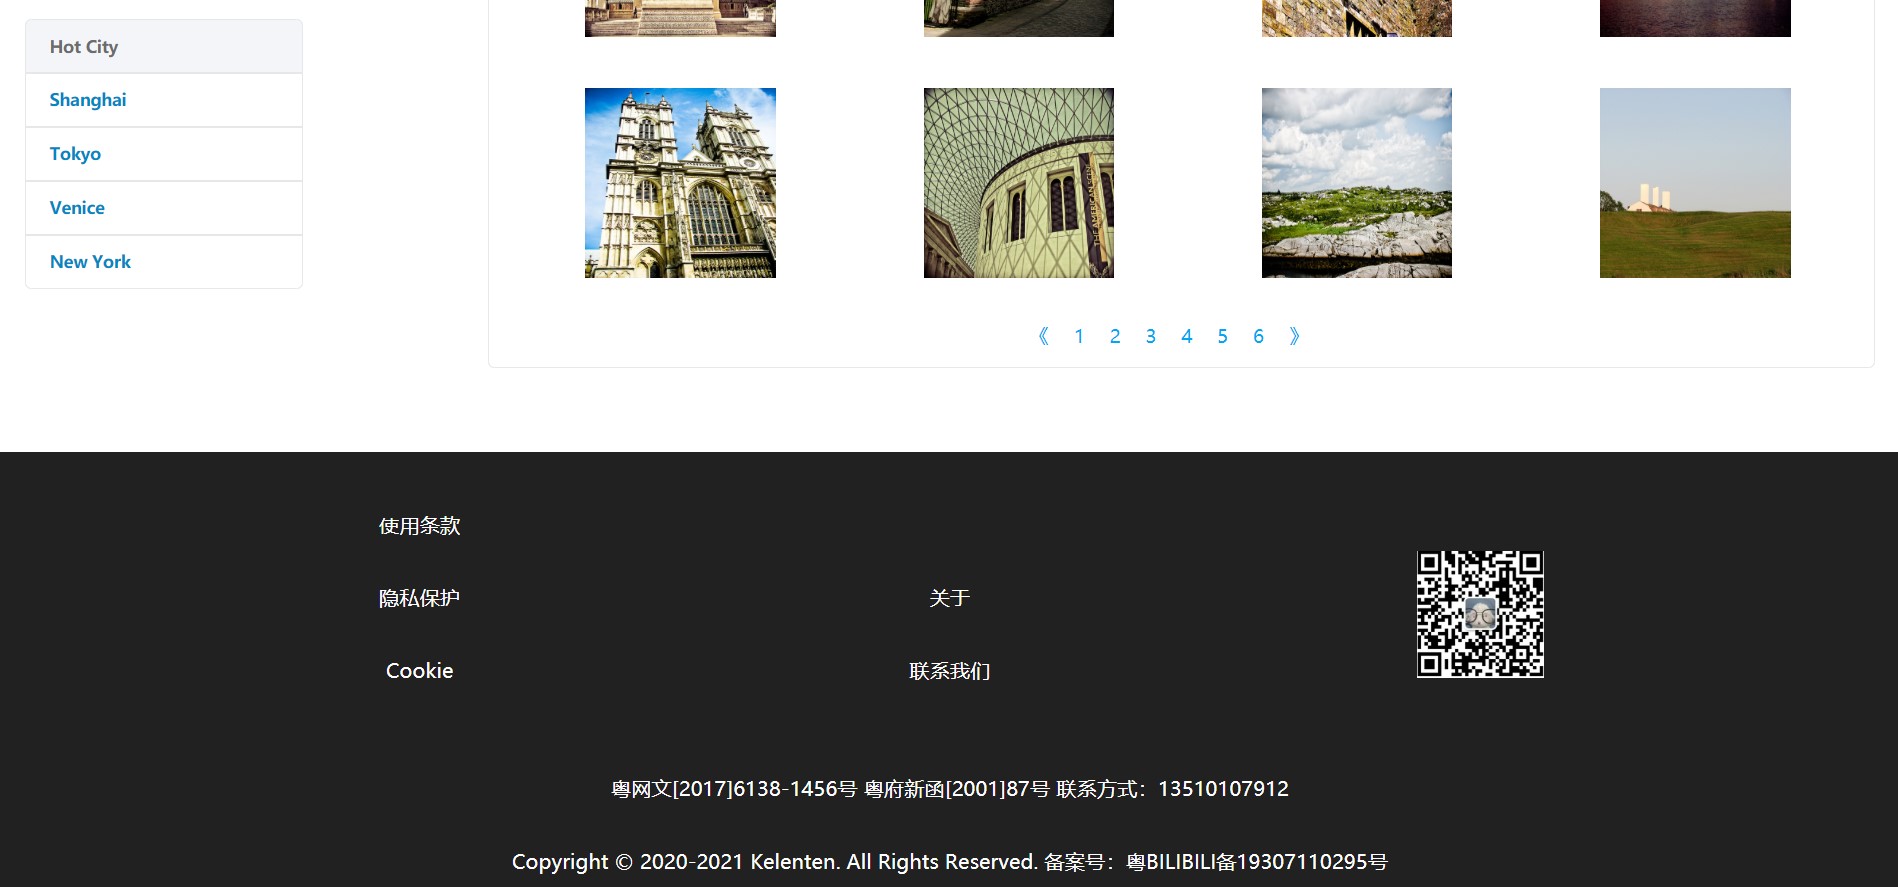 Hot City
Shanghai
Tokyo
Venice
New York
THE AMERICAN SCENE
《 1 2 3 4 5 6 》
使用条款
隐私保护
关于
Cookie
联系我们
粤网文[2017]6138-1456号 粤府新函[2001]87号 联系方式：13510107912
Copyright © 2020-2021 Kelenten. All Rights Reserved. 备案号：粤BILIBILI备19307110295号